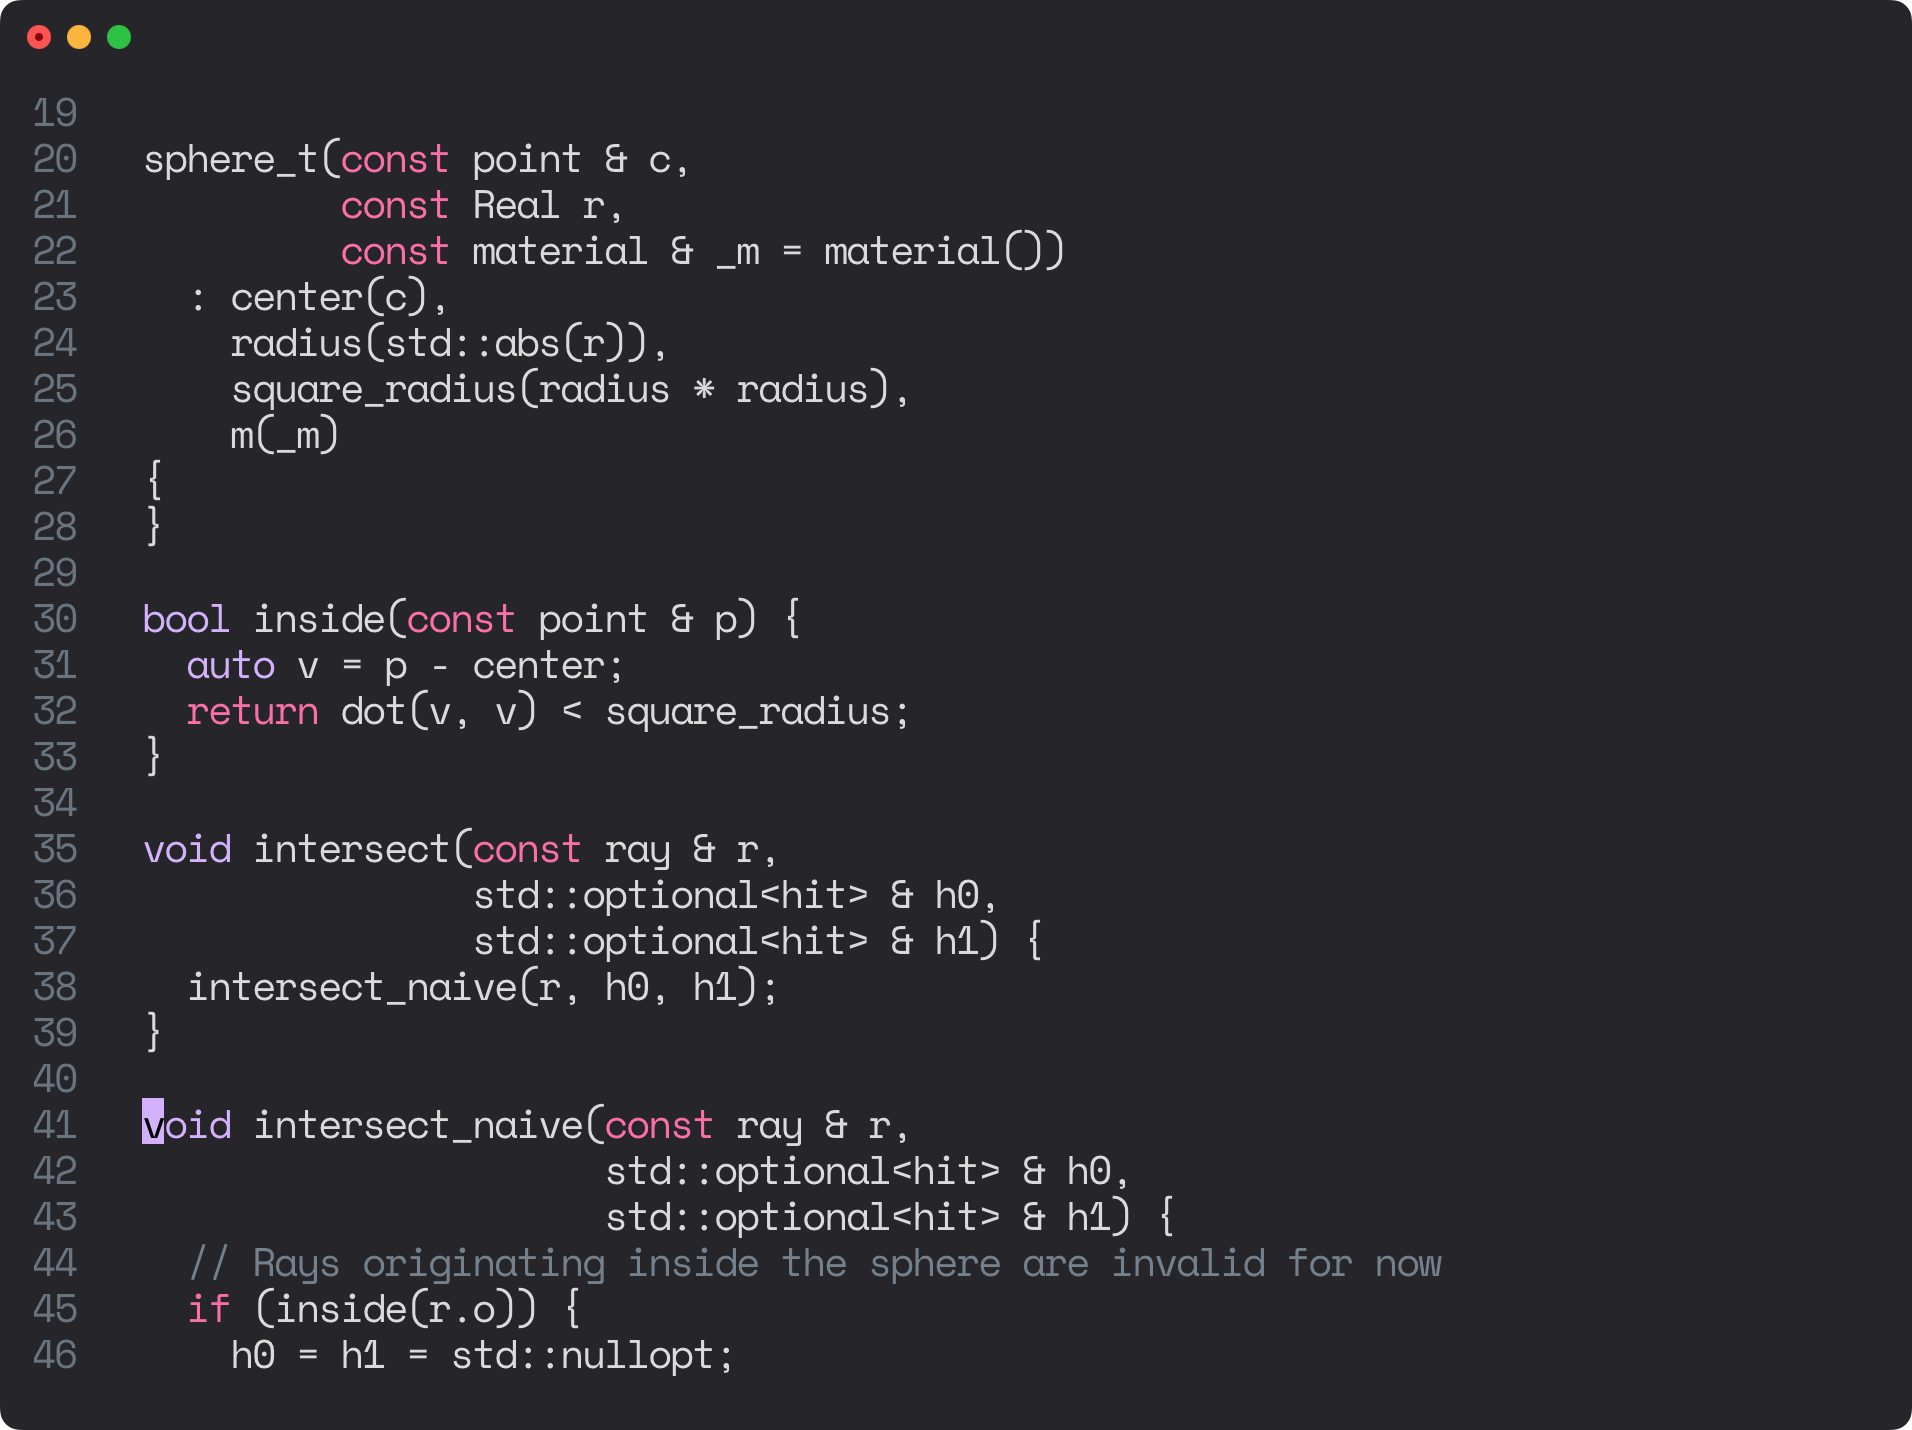 19
20   sphere_t(const point & c,
21            const Real r,
22            const material & _m = material())
23     : center(c),
24       radius(std::abs(r)),
25       square_radius(radius * radius),
26       m(_m)
27   {
28   }
29
30   bool inside(const point & p) {
31     auto v = p - center;
32     return dot(v, v) < square_radius;
33   }
34
35   void intersect(const ray & r,
36                  std::optional<hit> & h0,
37                  std::optional<hit> & h1) {
38     intersect_naive(r, h0, h1);
39   }
40
41   void intersect_naive(const ray & r,
42                        std::optional<hit> & h0,
43                        std::optional<hit> & h1) {
44     // Rays originating inside the sphere are invalid for now
45     if (inside(r.o)) {
46       h0 = h1 = std::nullopt;